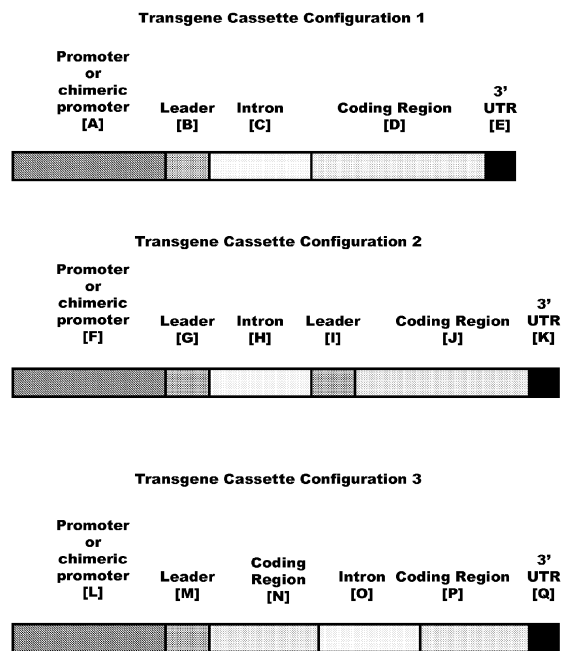 Transgene Cassette Configuration 1
Promoter
or
chimeric
promoter
[A]
Leader
[B]
Intron
[C]
Coding Region
[D]
3’
UTR
[E]
Transgene Cassette Configuration 2
Promoter
or
chimeric
promoter
[F]
Leader
[G]
Intron
[H]
Leader
[I]
Coding Region
[J]
3’
UTR
[K]
Transgene Cassette Configuration 3
Promoter
or
chimeric
promoter
[L]
Leader
[M]
Coding
Region
[N]
Intron
[O]
Coding Region
[P]
3’
UTR
[Q]